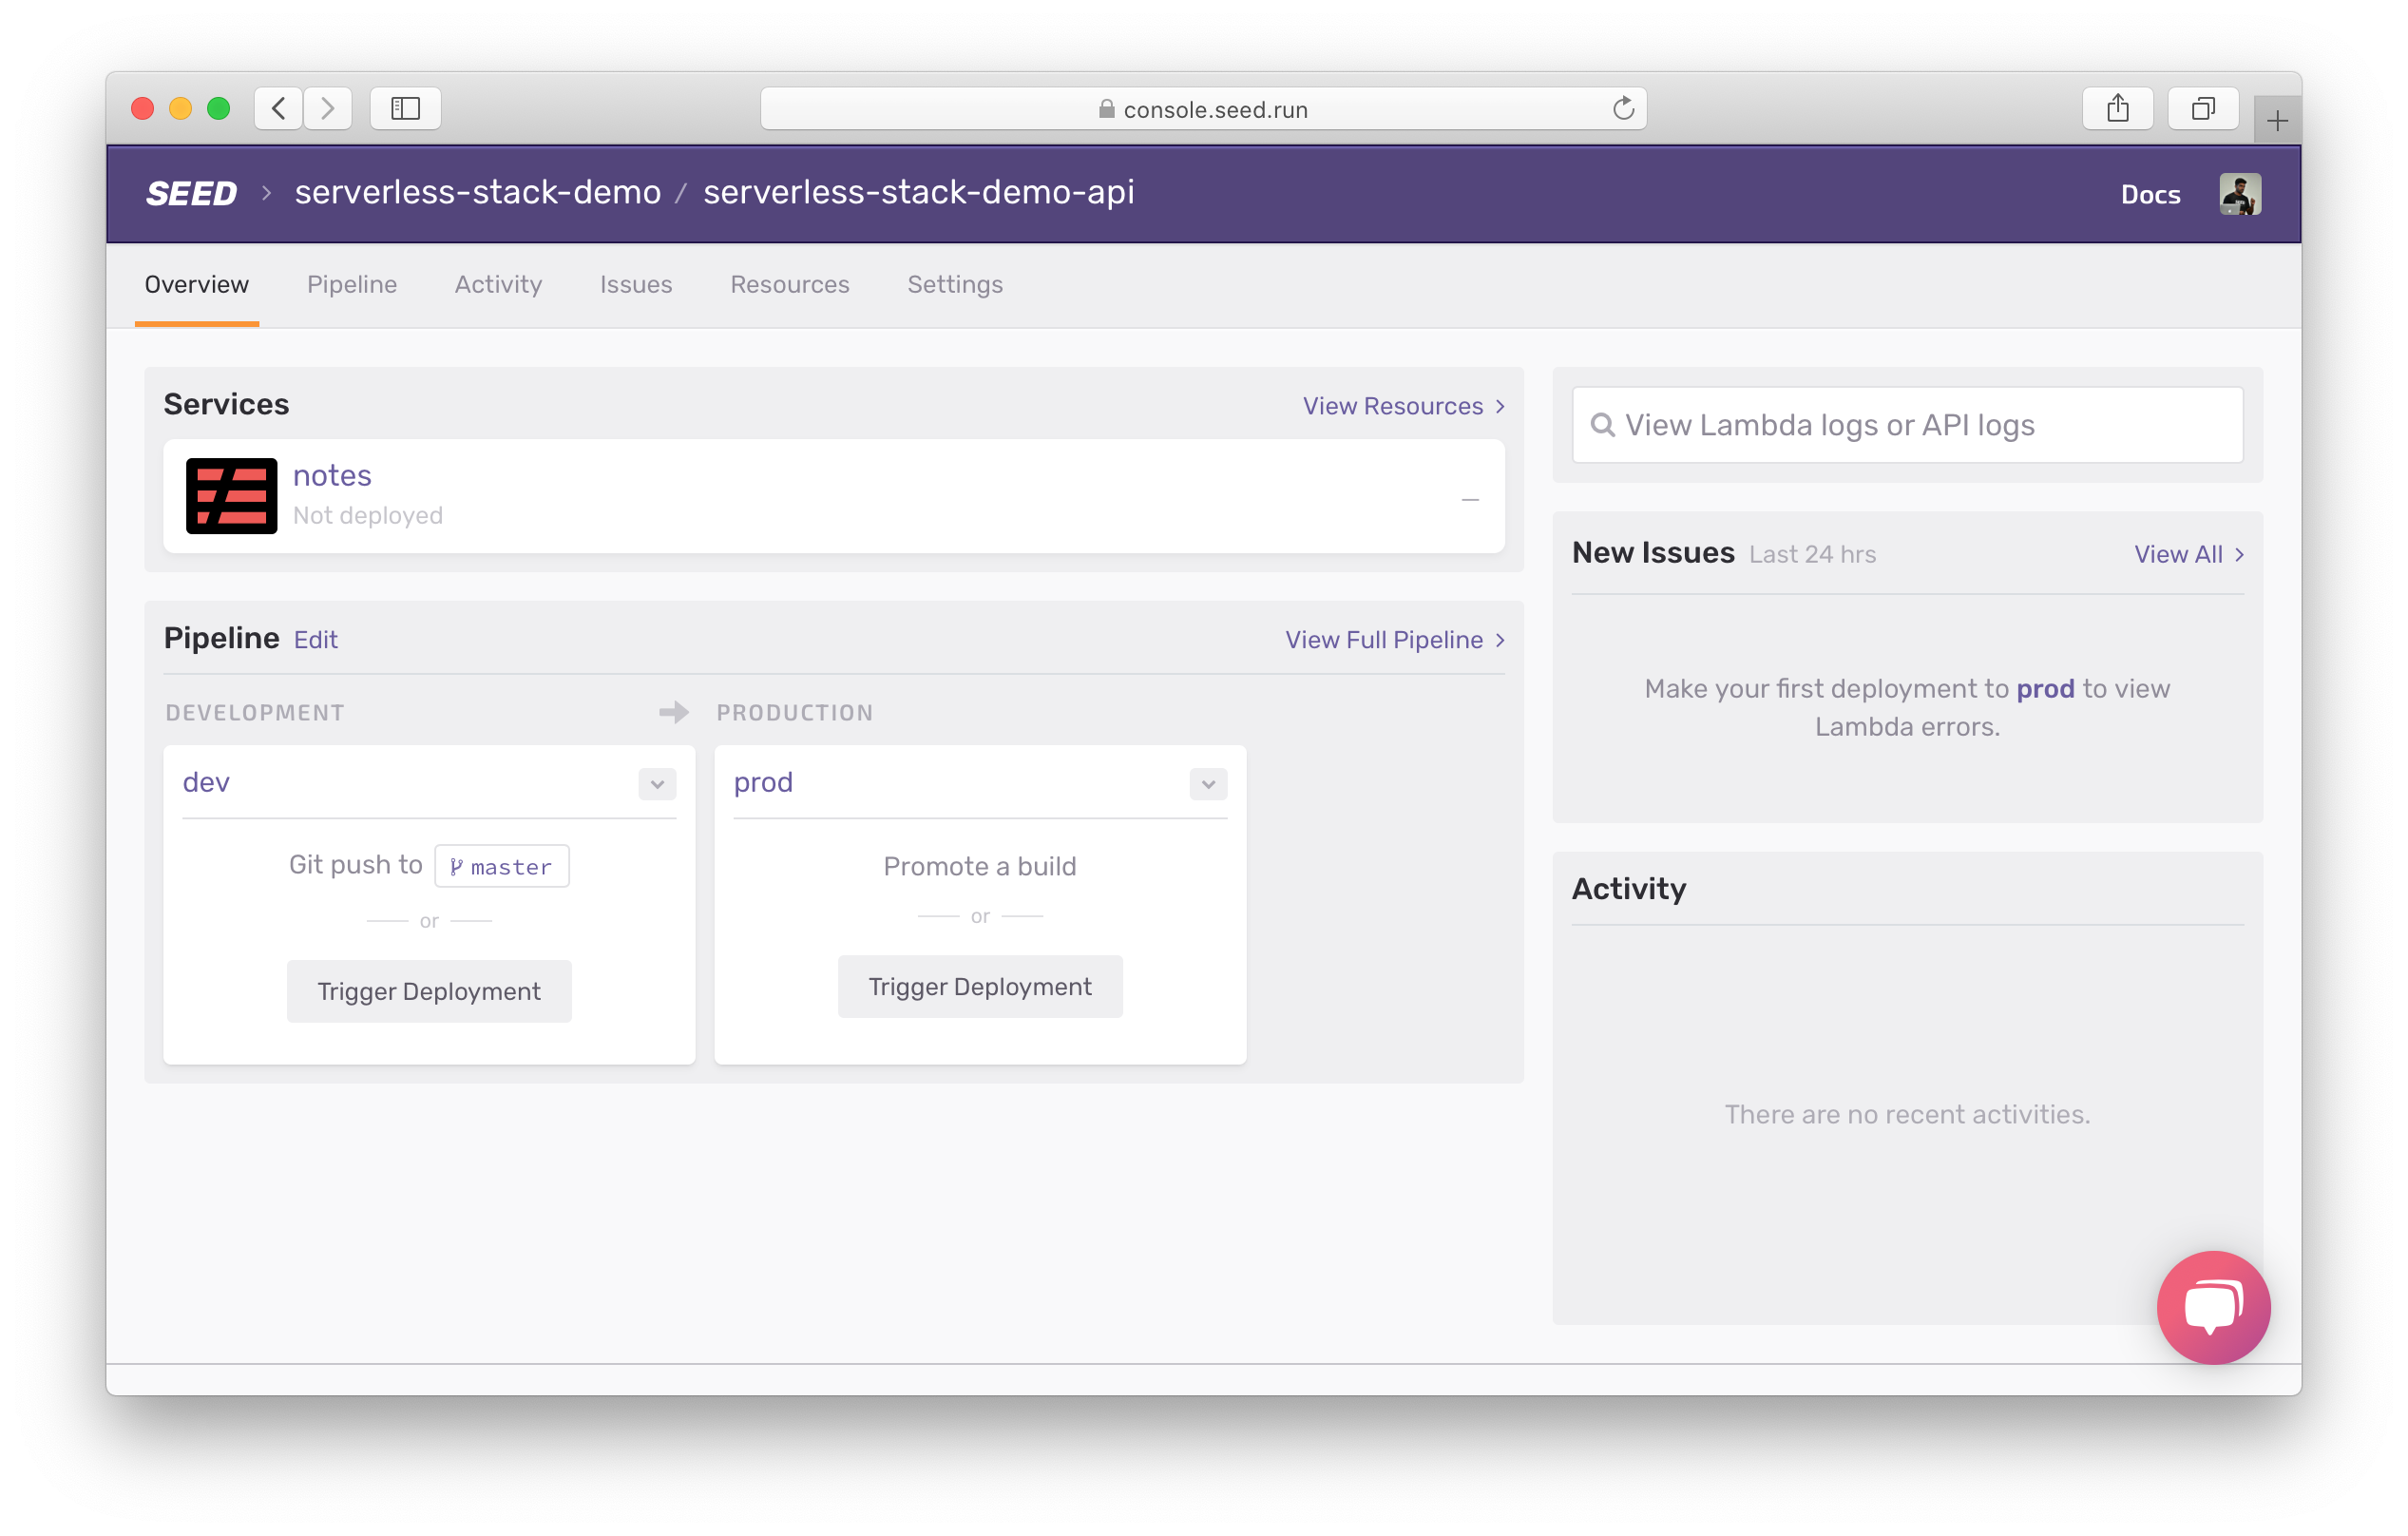 console.seed.run
SEED > serverless-stack-demo / serverless-stack-demo-api
Docs
Overview
Pipeline
Activity
Issues
Resources
Settings
Services
View Resources >
notes
Not deployed
–
Pipeline Edit
View Full Pipeline >
DEVELOPMENT
PRODUCTION
dev
Git push to master
or
Trigger Deployment
prod
Promote a build
or
Trigger Deployment
View Lambda logs or API logs
New Issues Last 24 hrs
View All >
Make your first deployment to prod to view
Lambda errors.
Activity
There are no recent activities.